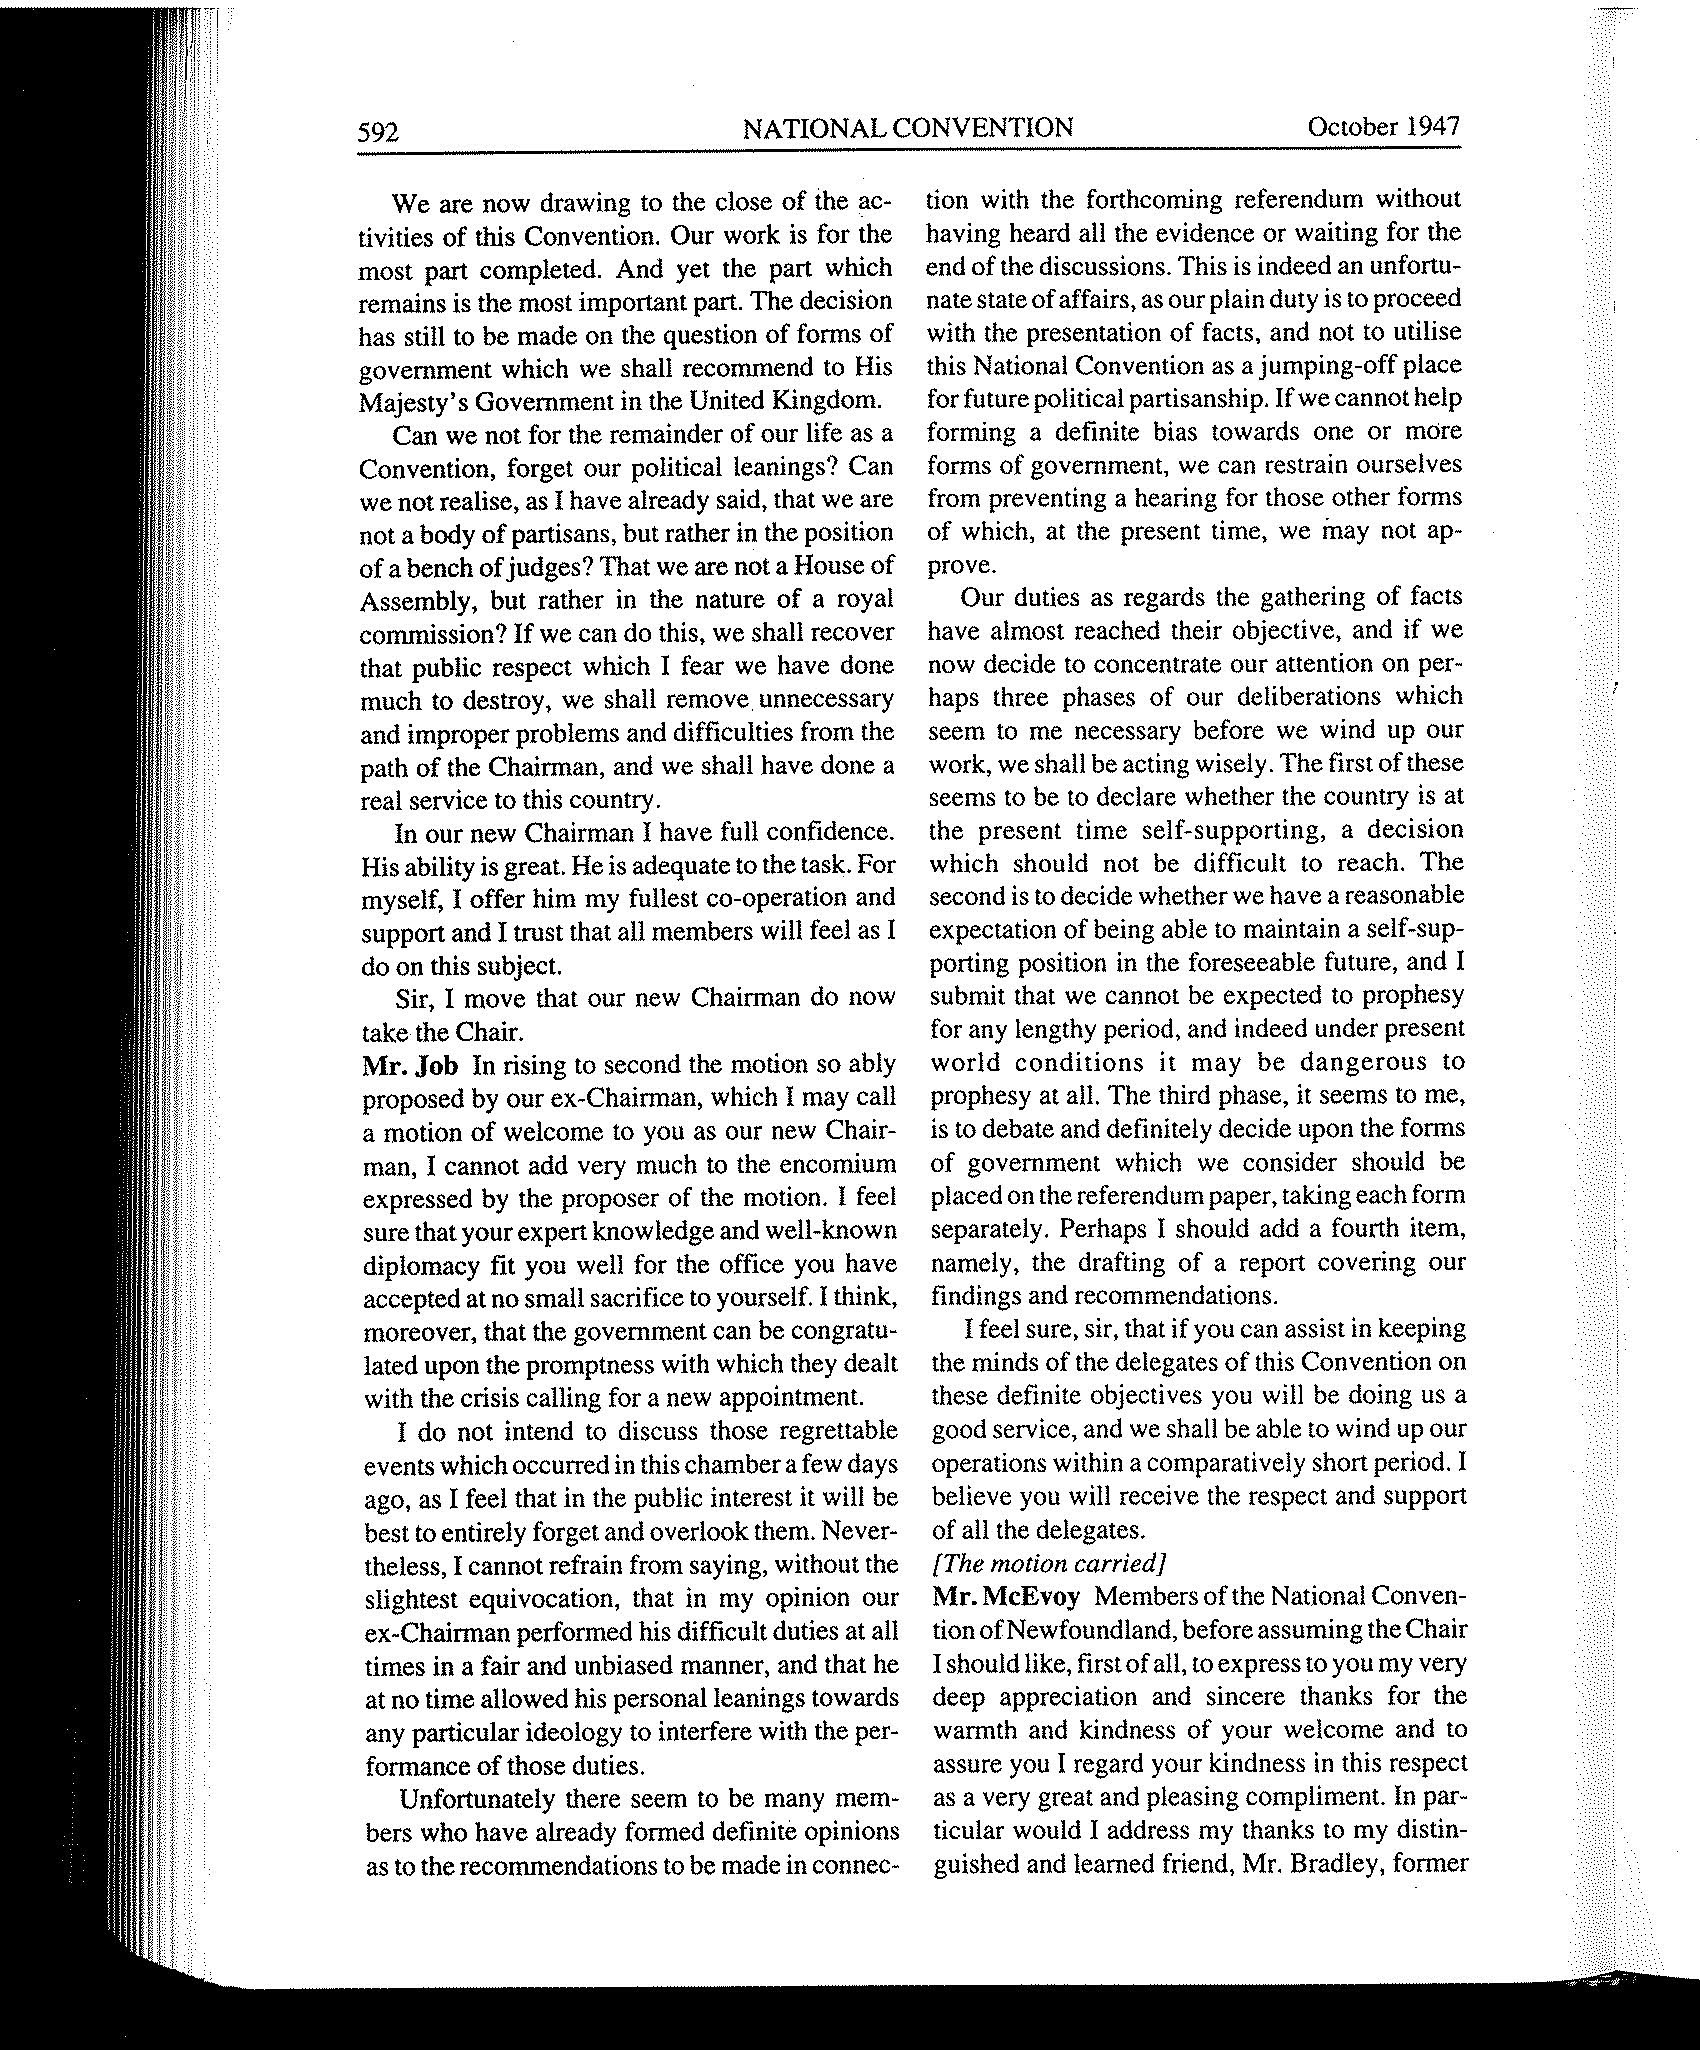 592 NATIONAL CONVENTION October 1947
We are now drawing to the close of the ac-
tivities of this Convention. Our work is for the
most part completed. And yet the part which
remains is the most important part. The decision
has still to be made on the question of forms of
government which we shall recommend to His
Majesty's Government in the United Kingdom.
Can we not for the remainder of our life as a
Convention, forget our political leanings? Can
we not realise, as I have already said, that we are
not a body of partisans, but rather in the position
of a bench of judges? That we are not a House of
Assembly, but rather in the nature of a royal
commission? If we can do this, we shall recover
that public respect which I fear we have done
much to destroy, we shall remove unnecessary
and improper problems and difficulties from the
path of the Chairman, and we shall have done a
real service to this country.
In our new Chairman I have full confidence.
His ability is great. He is adequate to the task. For
myself, I offer him my fullest co-operation and
support and I trust that all members will feel as I
do on this subject.
Sir, I move that our new Chairman do now
take the Chair.
Mr. Job In rising to second the motion so ably
proposed by our ex-Chairman, which I may call
a motion of welcome to you as our new Chair-
man, I cannot add very much to the encomium
expressed by the proposer of the motion. I feel
sure that your expert knowledge and well-known
diplomacy fit you well for the office you have
accepted at no small sacrifice to yourself. I think,
moreover, that the government can be congratu-
lated upon the promptness with which they dealt
with the crisis calling for a new appointment.
I do not intend to discuss those regrettable
events which occurred in this chamber a few days
ago, as I feel that in the public interest it will be
best to entirely forget and overlook them. Never-
theless, I cannot refrain from saying, without the
slightest equivocation, that in my opinion our
ex-Chairman performed his difficult duties at all
times in a fair and unbiased manner, and that he
at no time allowed his personal leanings towards
any particular ideology to interfere with the per-
formance of those duties.
Unfortunately there seem to be many mem-
bers who have already formed definite opinions
as to the recommendations to be made in connec-
tion with the forthcoming referendum without
having heard all the evidence or waiting for the
end of the discussions. This is indeed an unfortu-
nate state of affairs, as our plain duty is to proceed
with the presentation of facts, and not to utilise
this National Convention as a jumping-off place
for future political partisanship. If we cannot help
forming a definite bias towards one or more
forms of government, we can restrain ourselves
from preventing a hearing for those other forms
of which, at the present time, we may not ap-
prove.
Our duties as regards the gathering of facts
have almost reached their objective, and if we
now decide to concentrate our attention on per-
haps three phases of our deliberations which
seem to me necessary before we wind up our
work, we shall be acting wisely. The first of these
seems to be to declare whether the country is at
the present time self-supporting, a decision
which should not be difficult to reach. The
second is to decide whether we have a reasonable
expectation of being able to maintain a self-sup-
porting position in the foreseeable future, and I
submit that we cannot be expected to prophesy
for any lengthy period, and indeed under present
world conditions it may be dangerous to
prophesy at all. The third phase, it seems to me,
is to debate and definitely decide upon the forms
of government which we consider should be
placed on the referendum paper, taking each form
separately. Perhaps I should add a fourth item,
namely, the drafting of a report covering our
findings and recommendations.
I feel sure, sir, that if you can assist in keeping
the minds of the delegates of this Convention on
these definite objectives you will be doing us a
good service, and we shall be able to wind up our
operations within a comparatively short period. I
believe you will receive the respect and support
of all the delegates.
[The motion carried]
Mr. McEvoy Members of the National Conven-
tion of Newfoundland, before assuming the Chair
I should like, first of all, to express to you my very
deep appreciation and sincere thanks for the
warmth and kindness of your welcome and to
assure you I regard your kindness in this respect
as a very great and pleasing compliment. In par-
ticular would I address my thanks to my distin-
guished and learned friend, Mr. Bradley, former